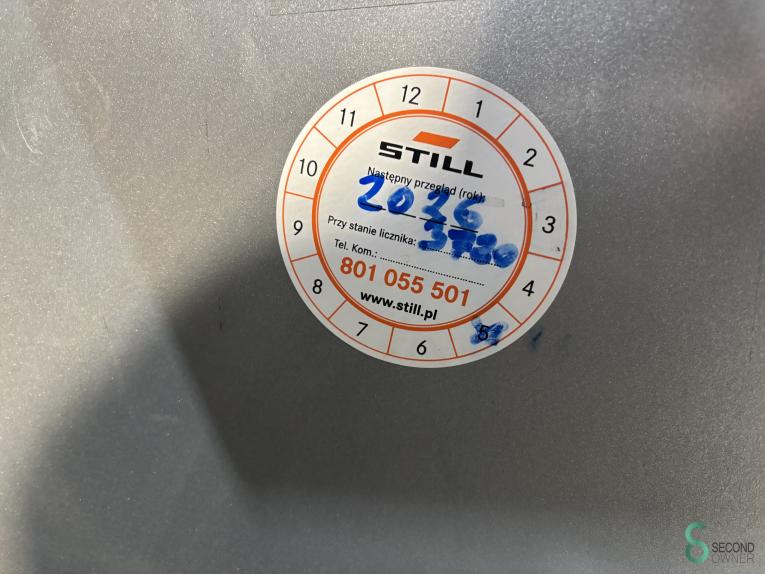 12
1
2
3
4
5
6
7
8
9
10
11
STILL
Następny przegląd (rok):
2026
Przy stanie licznika:
Tel. Kom.:
801 055 501
www.still.pl
SECOND
OWNER